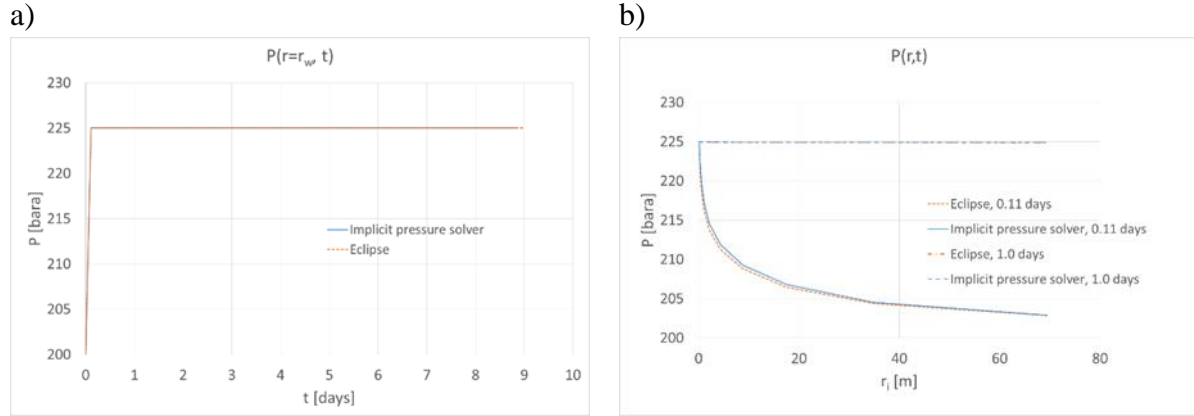 a)
P(r=rw, t)
P [bara]
230
225
220
215
210
205
200
Implicit pressure solver
Eclipse
0 1 2 3 4 5 6 7 8 9 10
t [days]
b)
P(r,t)
P [bara]
230
225
220
215
210
205
200
Eclipse, 0.11 days
Implicit pressure solver, 0.11 days
Eclipse, 1.0 days
Implicit pressure solver, 1.0 days
0 20 40 60 80
ri [m]